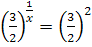 (3/2)^(1/x) = (3/2)^2